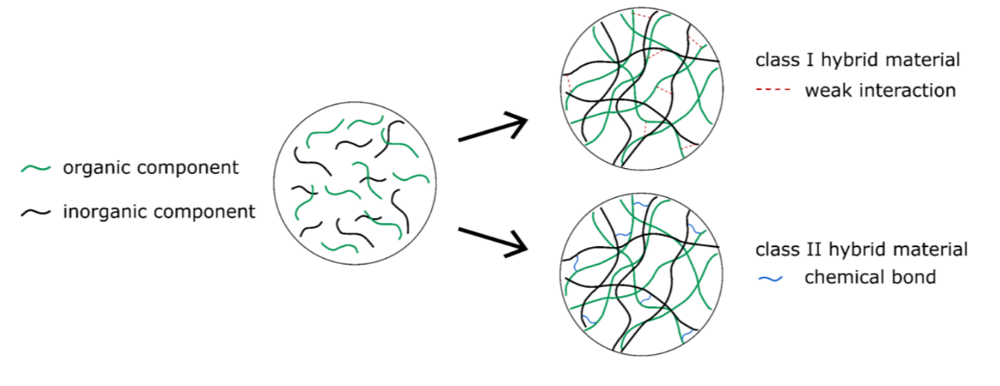 organic component
inorganic component
class I hybrid material
weak interaction
class II hybrid material
chemical bond